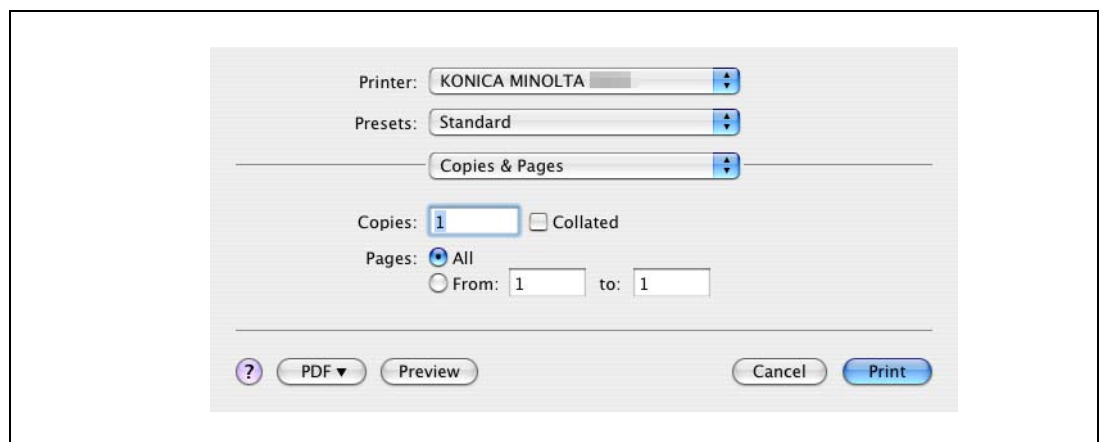 Printer: KONICA MINOLTA
Presets: Standard
Copies & Pages
Copies: 1 Collated
Pages: All
From: 1 to: 1
? PDF▼ Preview Cancel Print